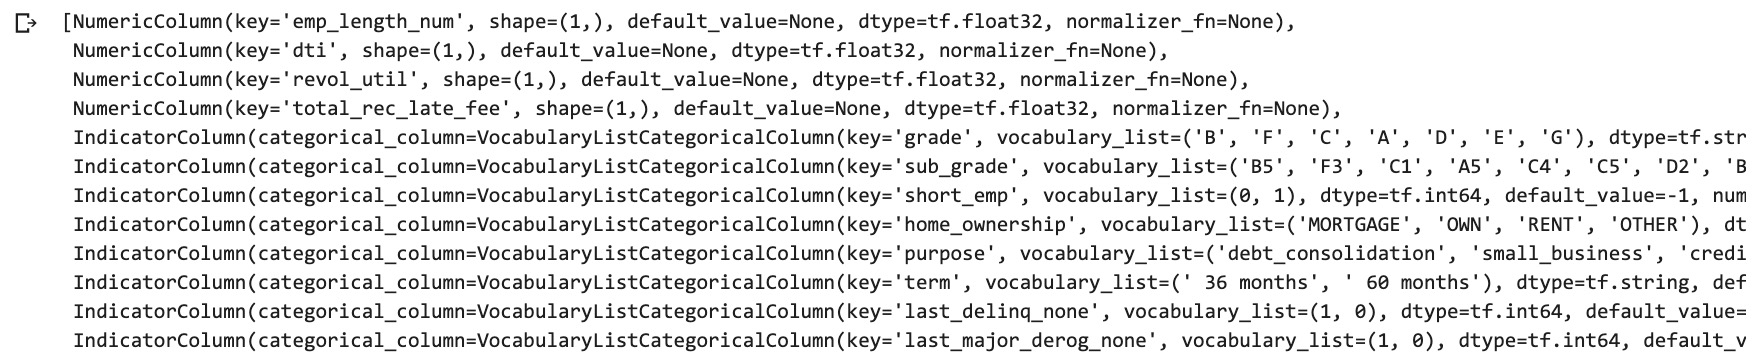 [NumericColumn(key='emp_length_num', shape=(1,), default_value=None, dtype=tf.float32, normalizer_fn=None),
NumericColumn(key='dti', shape=(1,), default_value=None, dtype=tf.float32, normalizer_fn=None),
NumericColumn(key='revol_util', shape=(1,), default_value=None, dtype=tf.float32, normalizer_fn=None),
NumericColumn(key='total_rec_late_fee', shape=(1,), default_value=None, dtype=tf.float32, normalizer_fn=None),
IndicatorColumn(categorical_column=VocabularyListCategoricalColumn(key='grade', vocabulary_list=('B', 'F', 'C', 'A', 'D', 'E', 'G'), dtype=tf.str
IndicatorColumn(categorical_column=VocabularyListCategoricalColumn(key='sub_grade', vocabulary_list=('B5', 'F3', 'C1', 'A5', 'C4', 'C5', 'D2', 'B
IndicatorColumn(categorical_column=VocabularyListCategoricalColumn(key='short_emp', vocabulary_list=(0, 1), dtype=tf.int64, default_value=-1, num
IndicatorColumn(categorical_column=VocabularyListCategoricalColumn(key='home_ownership', vocabulary_list=('MORTGAGE', 'OWN', 'RENT', 'OTHER'), dt
IndicatorColumn(categorical_column=VocabularyListCategoricalColumn(key='purpose', vocabulary_list=('debt_consolidation', 'small_business', 'credi
IndicatorColumn(categorical_column=VocabularyListCategoricalColumn(key='term', vocabulary_list=(' 36 months', ' 60 months'), dtype=tf.string, def
IndicatorColumn(categorical_column=VocabularyListCategoricalColumn(key='last_delinq_none', vocabulary_list=(1, 0), dtype=tf.int64, default_value=
IndicatorColumn(categorical_column=VocabularyListCategoricalColumn(key='last_major_derog_none', vocabulary_list=(1, 0), dtype=tf.int64, default_v